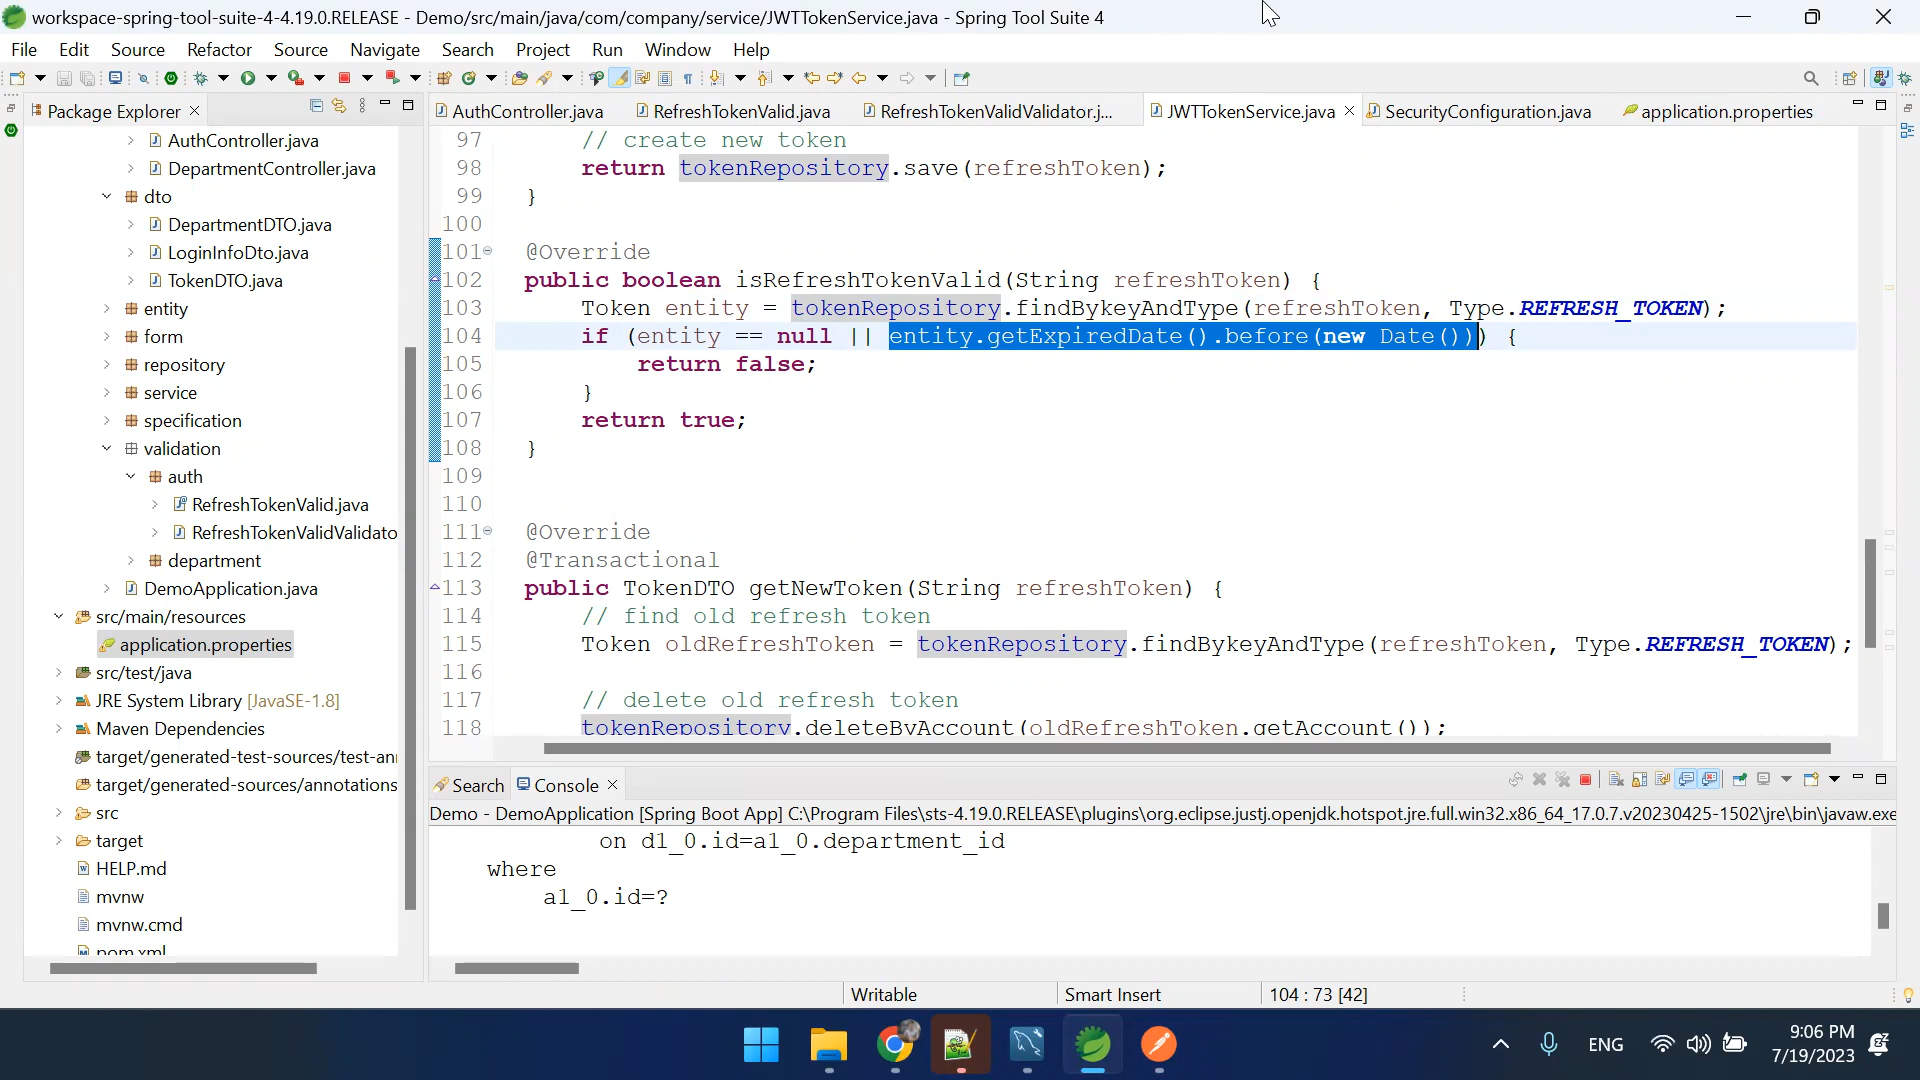 workspace-spring-tool-suite-4-4.19.0.RELEASE - Demo/src/main/java/com/company/service/JWTTokenService.java - Spring Tool Suite 4
File Edit Source Refactor Source Navigate Search Project Run Window Help
Package Explorer
AuthController.java
DepartmentController.java
dto
DepartmentDTO.java
LoginInfoDto.java
TokenDTO.java
entity
form
repository
service
specification
validation
auth
RefreshTokenValid.java
RefreshTokenValidValidato
department
DemoApplication.java
src/main/resources
application.properties
src/test/java
JRE System Library [JavaSE-1.8]
Maven Dependencies
target/generated-test-sources/test-ani
target/generated-sources/annotations
src
target
HELP.md
mvnw
mvnw.cmd
pom.xml
AuthController.java RefreshTokenValid.java RefreshTokenValidValidator.j... JWTTokenService.java SecurityConfiguration.java application.properties
97 // create new token
98 return tokenRepository.save(refreshToken);
99 }
100
101 @Override
102 public boolean isRefreshTokenValid(String refreshToken) {
103 Token entity = tokenRepository.findBykeyAndType(refreshToken, Type.REFRESH_TOKEN);
104 if (entity == null || entity.getExpiredDate().before(new Date())) {
105 return false;
106 }
107 return true;
108 }
109
110
111 @Override
112 @Transactional
113 public TokenDTO getNewToken(String refreshToken) {
114 // find old refresh token
115 Token oldRefreshToken = tokenRepository.findBykeyAndType(refreshToken, Type.REFRESH_TOKEN);
116
117 // delete old refresh token
118 tokenRepository.deleteByAccount(oldRefreshToken.getAccount());
Search Console
Demo - DemoApplication [Spring Boot App] C:\Program Files\sts-4.19.0.RELEASE\plugins\org.eclipse.justj.openjdk.hotspot.jre.full.win32.x86_64_17.0.7.v20230425-1502\jre\bin\javaw.exe
on d1_0.id=a1_0.department_id
where
a1_0.id=?
Writable Smart Insert 104 : 73 [42]
ENG
9:06 PM
7/19/2023